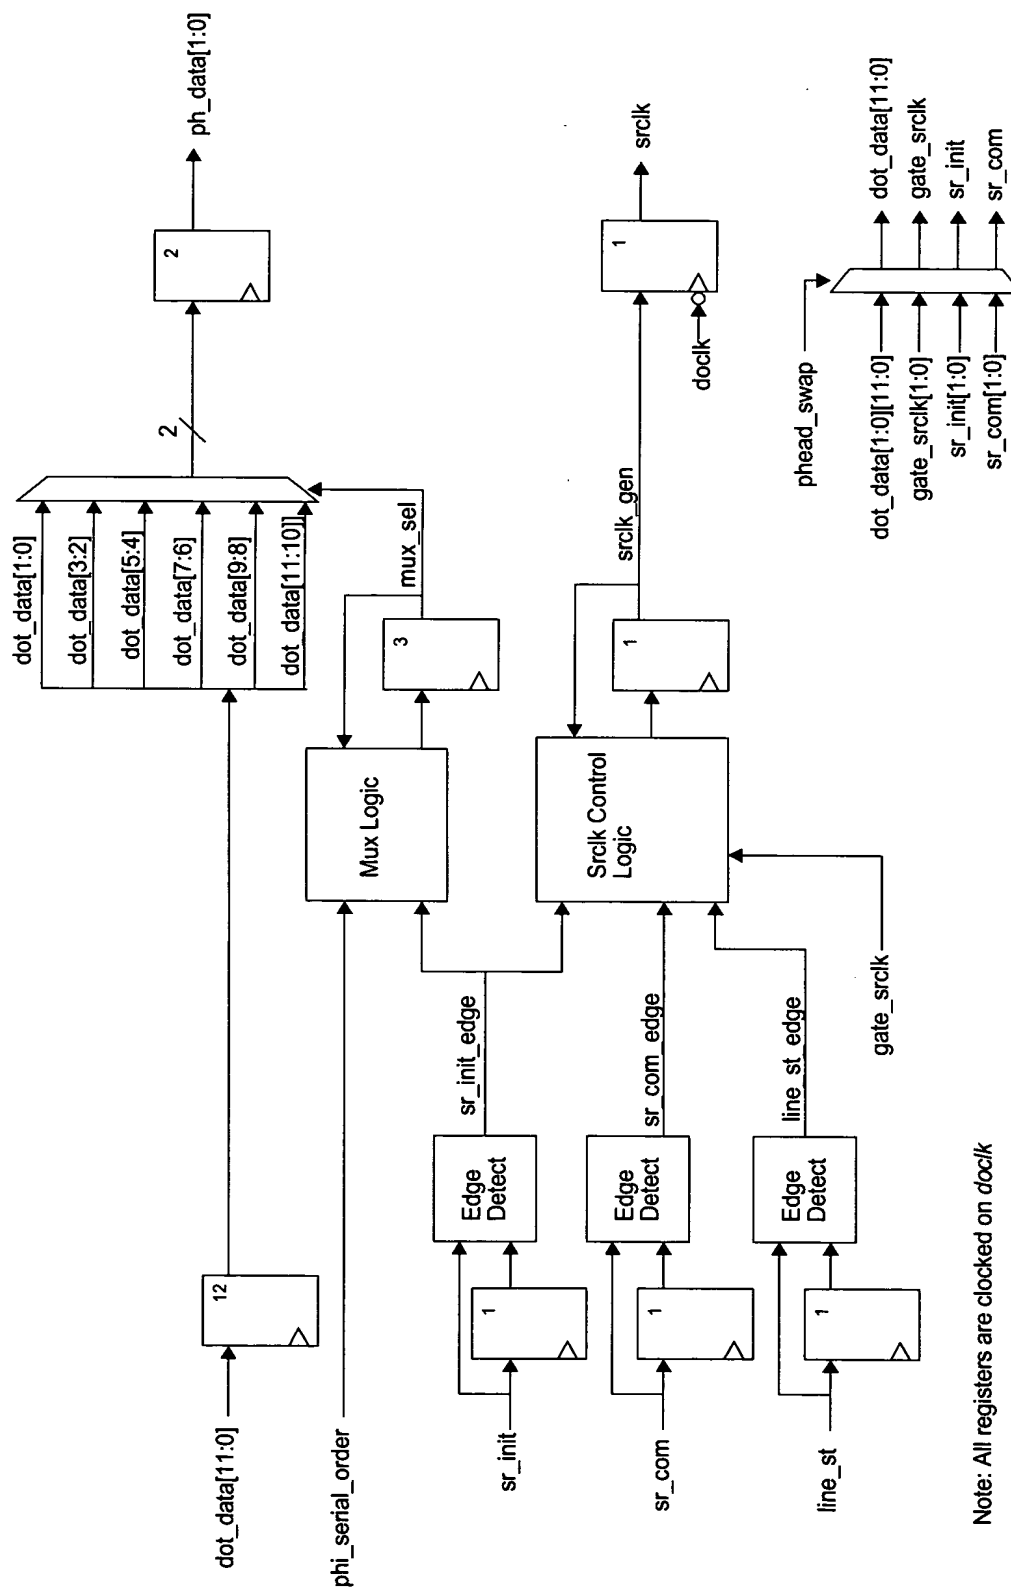 dot_data[11:0]
12
dot_data[1:0]
dot_data[3:2]
dot_data[5:4]
dot_data[7:6]
dot_data[9:8]
dot_data[11:10]]
2
2
ph_data[1:0]
phi_serial_order
Mux Logic
3
mux_sel
sr_init
1
Edge
Detect
sr_init_edge
sr_com
1
Edge
Detect
sr_com_edge
line_st
1
Edge
Detect
line_st_edge
gate_srclk
Srclk Control
Logic
1
srclk_gen
doclk
1
srclk
phead_swap
dot_data[1:0][11:0]
gate_srclk[1:0]
sr_init[1:0]
sr_com[1:0]
dot_data[11:0]
gate_srclk
sr_init
sr_com
Note: All registers are clocked on doclk